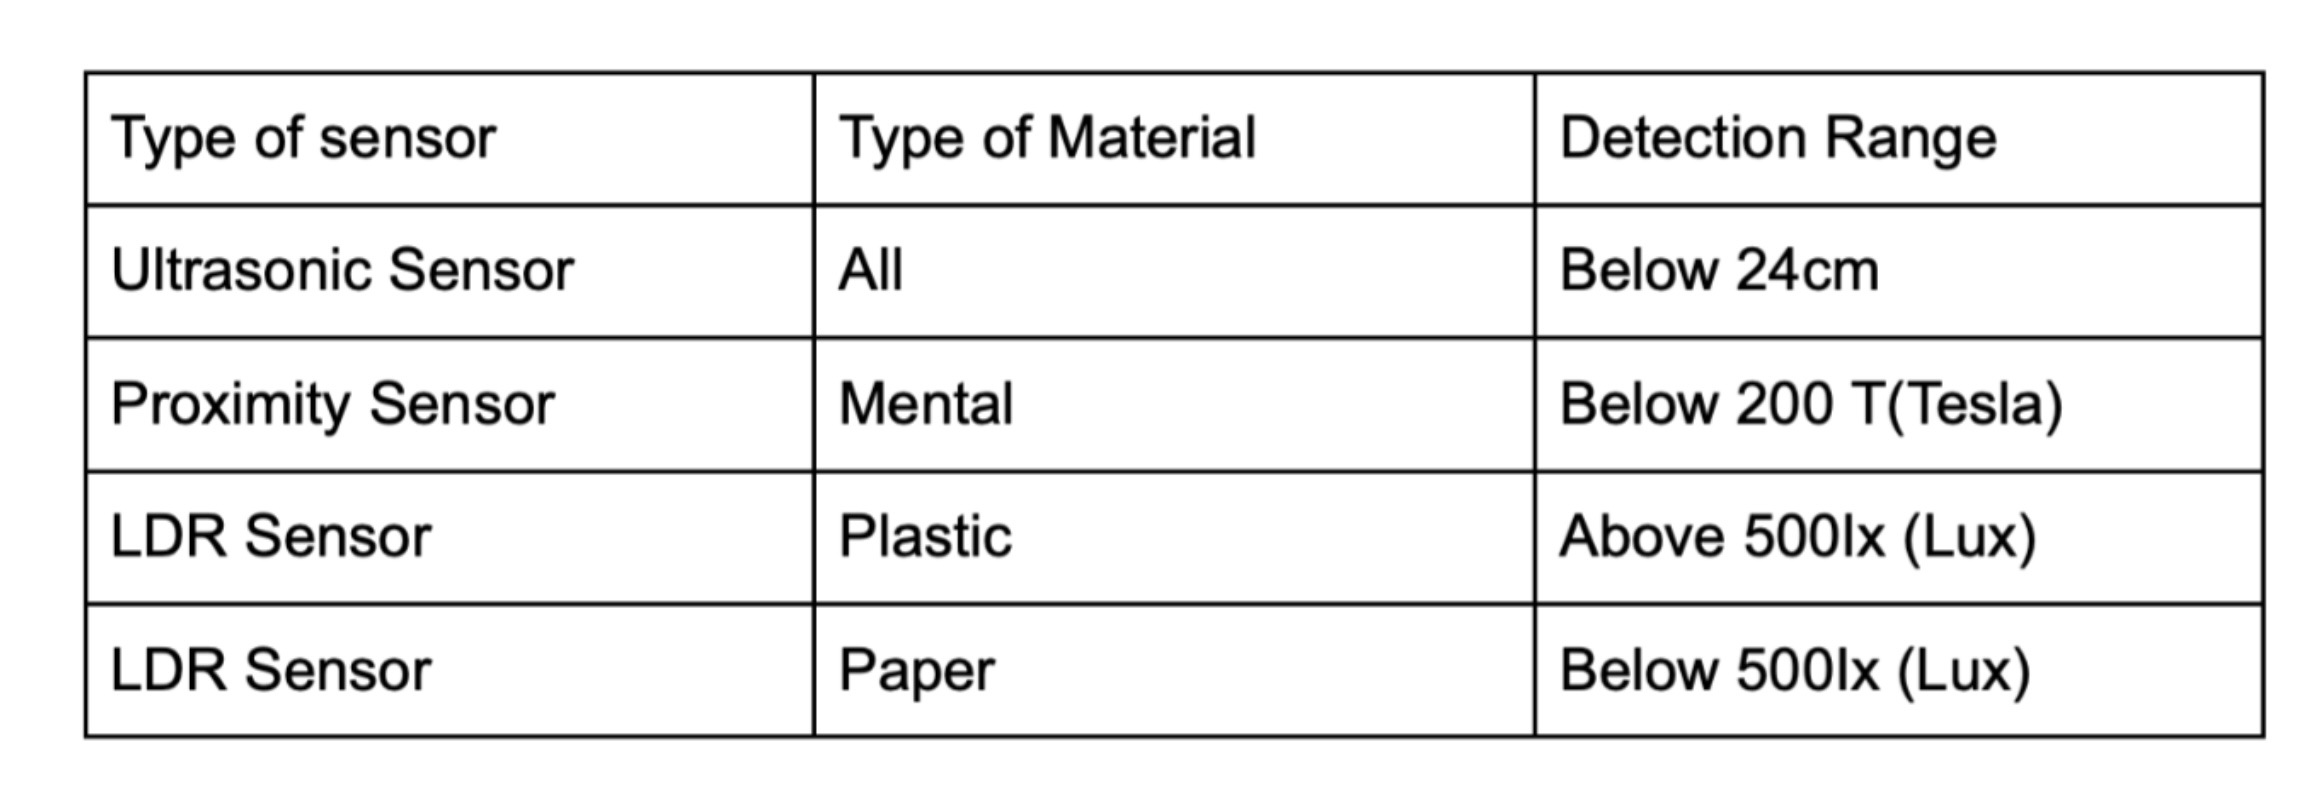 Type of sensor Type of Material Detection Range
Ultrasonic Sensor All Below 24cm
Proximity Sensor Mental Below 200 T(Tesla)
LDR Sensor Plastic Above 500lx (Lux)
LDR Sensor Paper Below 500lx (Lux)